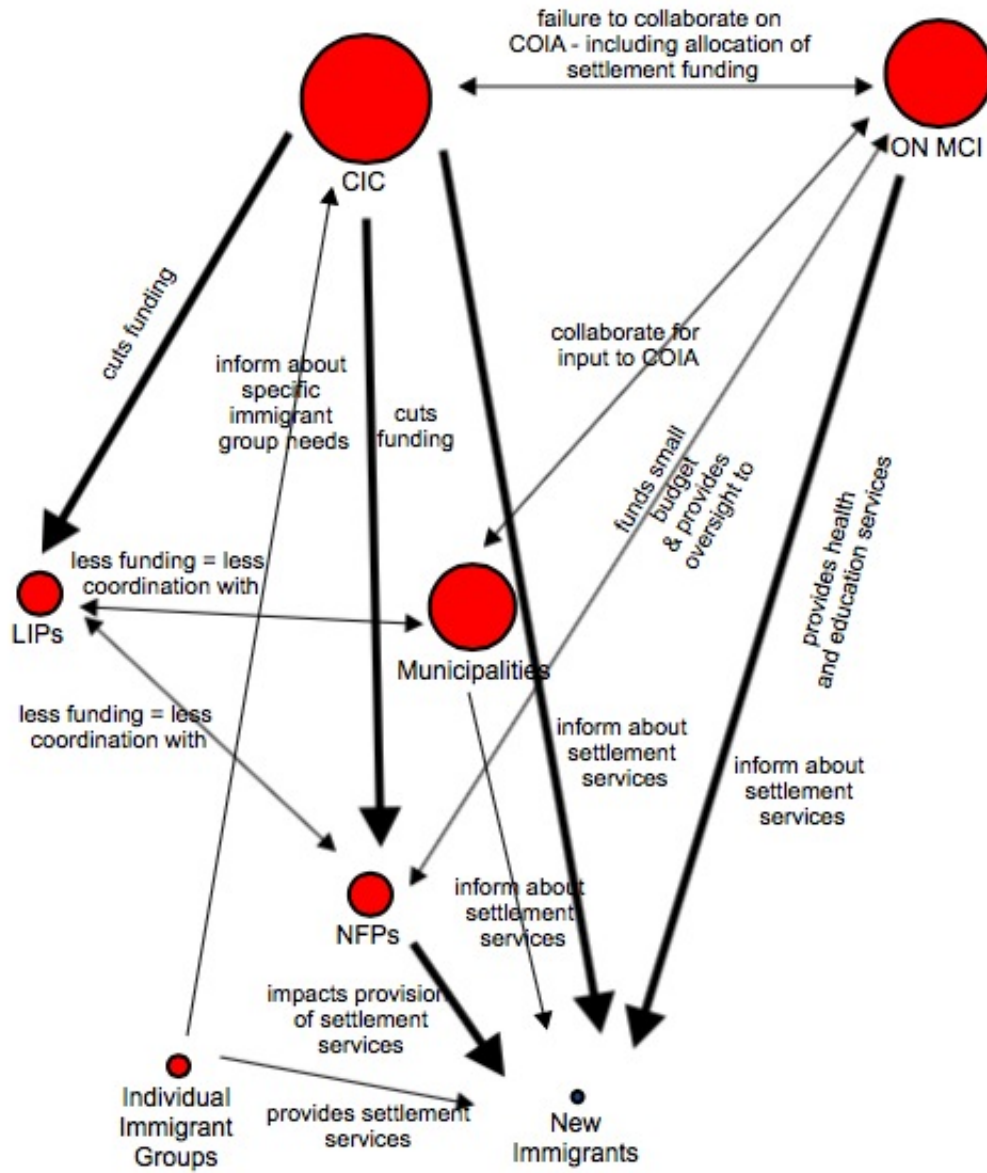 failure to collaborate on
COIA - including allocation of
settlement funding
CIC
ON MCI
cuts funding
inform about
specific
immigrant
group needs
cuts
funding
collaborate for
input to COIA
funds small
budget
& provides
oversight to
provides health
and education services
less funding = less
coordination with
LIPs
Municipalities
less funding = less
coordination with
inform about
settlement
services
inform about
settlement
services
NFPs
inform about
settlement
services
impacts provision
of settlement
services
Individual
Immigrant
Groups
provides settlement
services
New
Immigrants